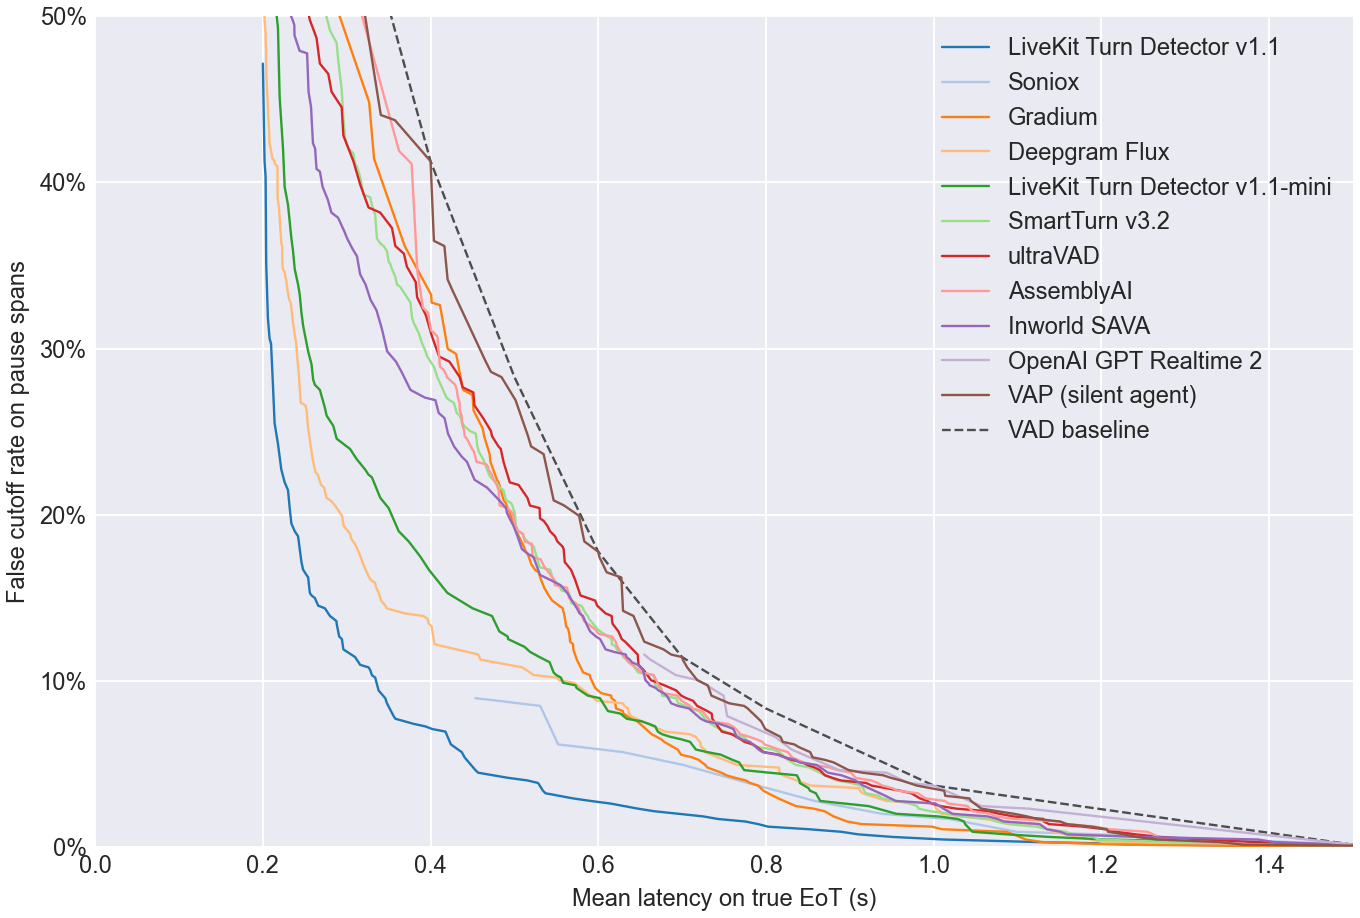 50%
40%
30%
20%
10%
0%
False cutoff rate on pause spans
LiveKit Turn Detector v1.1
Soniox
Gradium
Deepgram Flux
LiveKit Turn Detector v1.1-mini
SmartTurn v3.2
ultraVAD
AssemblyAI
Inworld SAVA
OpenAI GPT Realtime 2
VAP (silent agent)
VAD baseline
0.0 0.2 0.4 0.6 0.8 1.0 1.2 1.4
Mean latency on true EoT (s)